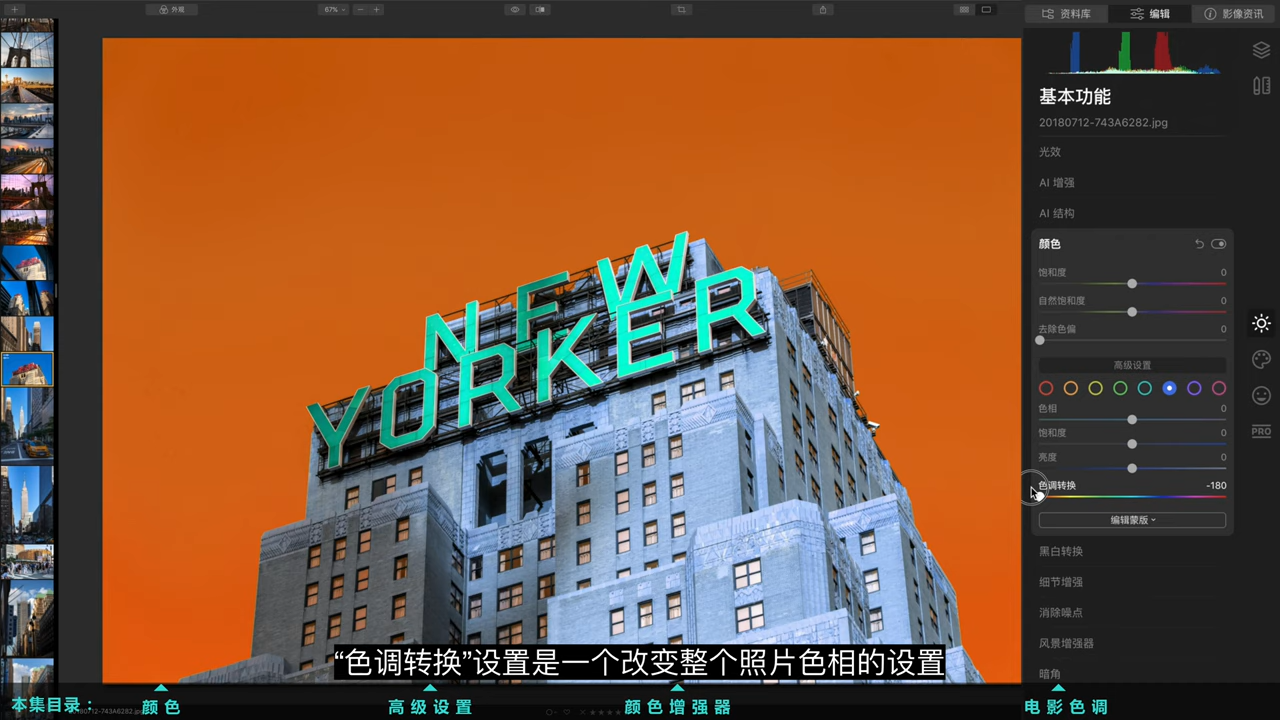 外观
67%
资料库
编辑
影像资讯
基本功能
20180712-743A6282.jpg
光效
AI 增强
AI 结构
颜色
饱和度 0
自然饱和度 0
去除色偏 0
高级设置
色相 0
饱和度 0
亮度 0
色调转换 -180
编辑蒙版
黑白转换
细节增强
消除噪点
风景增强器
暗角
PRO
NEW
YORKER
“色调转换”设置是一个改变整个照片色相的设置
本集目录：
颜色
高级设置
颜色增强器
电影色调